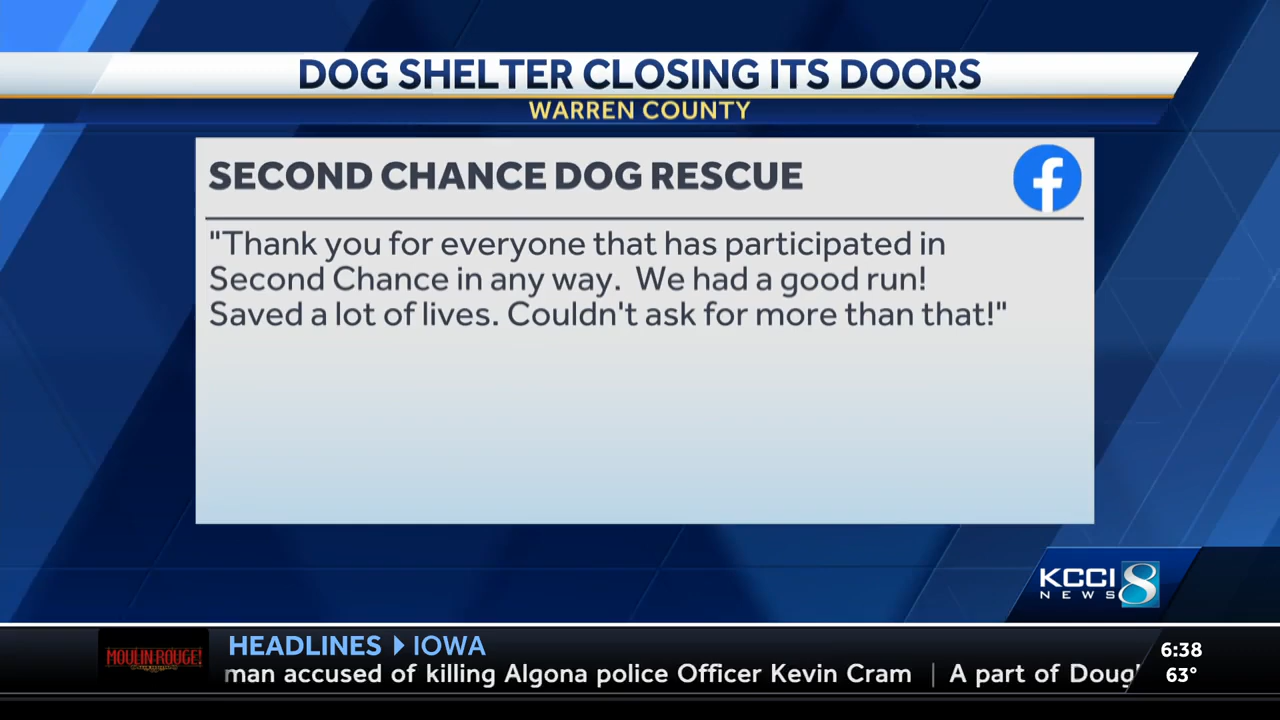 DOG SHELTER CLOSING ITS DOORS
WARREN COUNTY
SECOND CHANCE DOG RESCUE
"Thank you for everyone that has participated in
Second Chance in any way.  We had a good run!
Saved a lot of lives. Couldn't ask for more than that!"
KCCI 8
NEWS
MOULIN ROUGE!
HEADLINES IOWA
man accused of killing Algona police Officer Kevin Cram | A part of Doug
6:38
63°